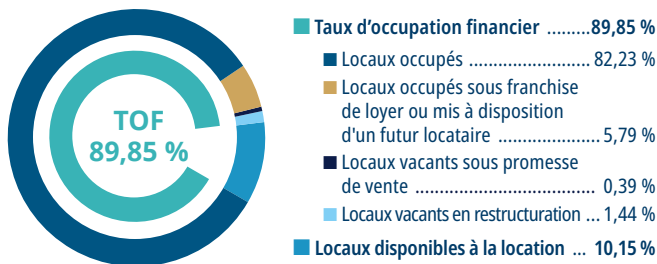 TOF
89,85 %
Taux d’occupation financier .........89,85 %
Locaux occupés ...................... 82,23 %
Locaux occupés sous franchise
de loyer ou mis à disposition
d'un futur locataire ................... 5,79 %
Locaux vacants sous promesse
de vente ................................. 0,39 %
Locaux vacants en restructuration ... 1,44 %
Locaux disponibles à la location ... 10,15 %